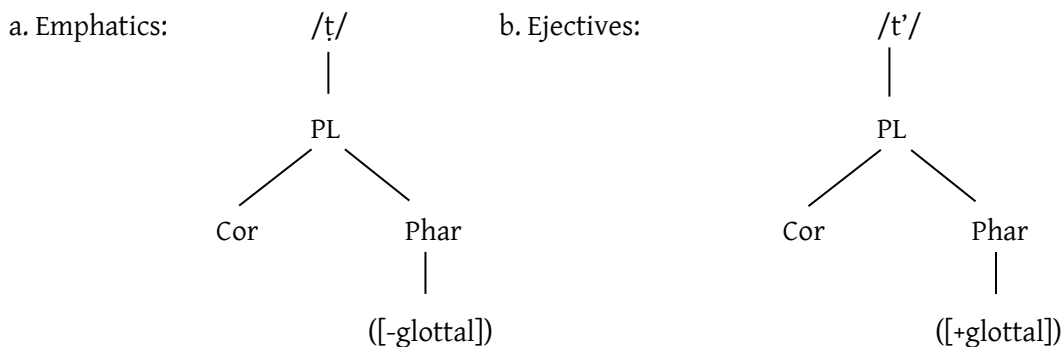 a. Emphatics: /ṭ/ b. Ejectives: /t’/
PL PL
Cor Phar Cor Phar
([-glottal]) ([+glottal])